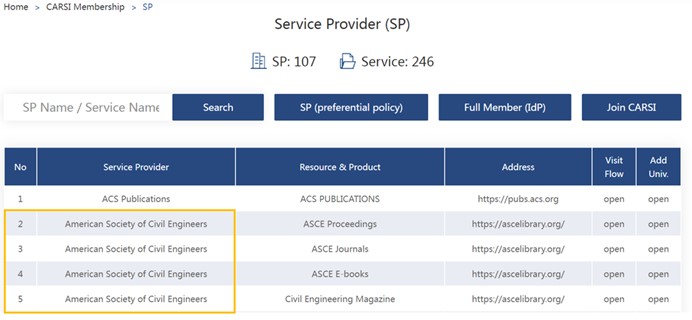 Home > CARSI Membership > SP
Service Provider (SP)
SP: 107 Service: 246
SP Name / Service Name Search SP (preferential policy) Full Member (IdP) Join CARSI
No Service Provider Resource & Product Address Visit Flow Add Univ.
1 ACS Publications ACS PUBLICATIONS https://pubs.acs.org open open
2 American Society of Civil Engineers ASCE Proceedings https://ascelibrary.org/ open open
3 American Society of Civil Engineers ASCE Journals https://ascelibrary.org/ open open
4 American Society of Civil Engineers ASCE E-books https://ascelibrary.org/ open open
5 American Society of Civil Engineers Civil Engineering Magazine https://ascelibrary.org/ open open